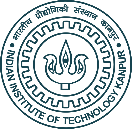 भारतीय प्रौद्योगिकी संस्थान कानपुर
INDIAN INSTITUTE OF TECHNOLOGY KANPUR